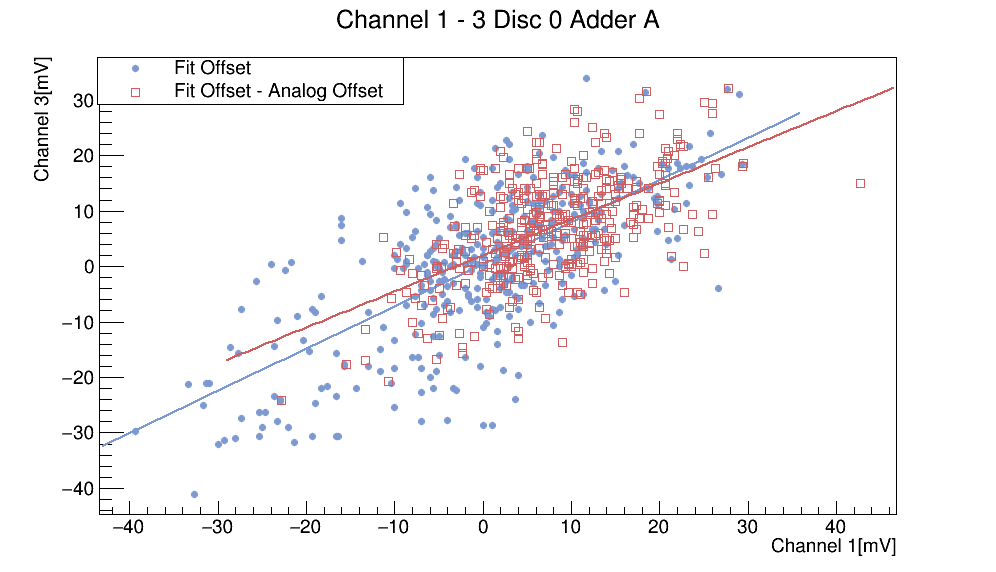 Channel 1 - 3 Disc 0 Adder A
Channel 3[mV]
Fit Offset
Fit Offset - Analog Offset
30
20
10
0
−10
−20
−30
−40
−40 −30 −20 −10 0 10 20 30 40
Channel 1[mV]